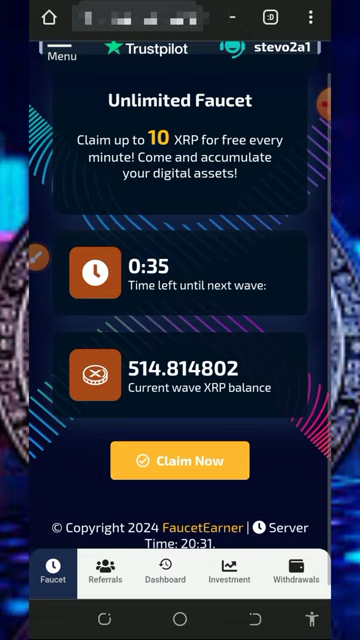 :D
Menu
Trustpilot
stevo2a1
Unlimited Faucet
Claim up to 10 XRP for free every
minute! Come and accumulate
your digital assets!
0:35
Time left until next wave:
514.814802
Current wave XRP balance
Claim Now
© Copyright 2024 FaucetEarner | Server
Time: 20:31.
Faucet
Referrals
Dashboard
Investment
Withdrawals